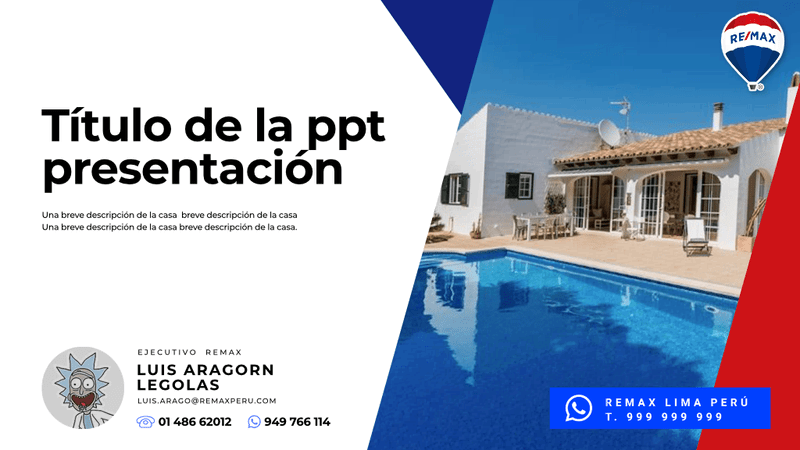 RE/MAX
Título de la ppt
presentación
Una breve descripción de la casa  breve descripción de la casa
Una breve descripción de la casa breve descripción de la casa.
EJECUTIVO REMAX
LUIS ARAGORN
LEGOLAS
LUIS.ARAGO@REMAXPERU.COM
01 486 62012 949 766 114
REMAX LIMA PERÚ
T. 999 999 999